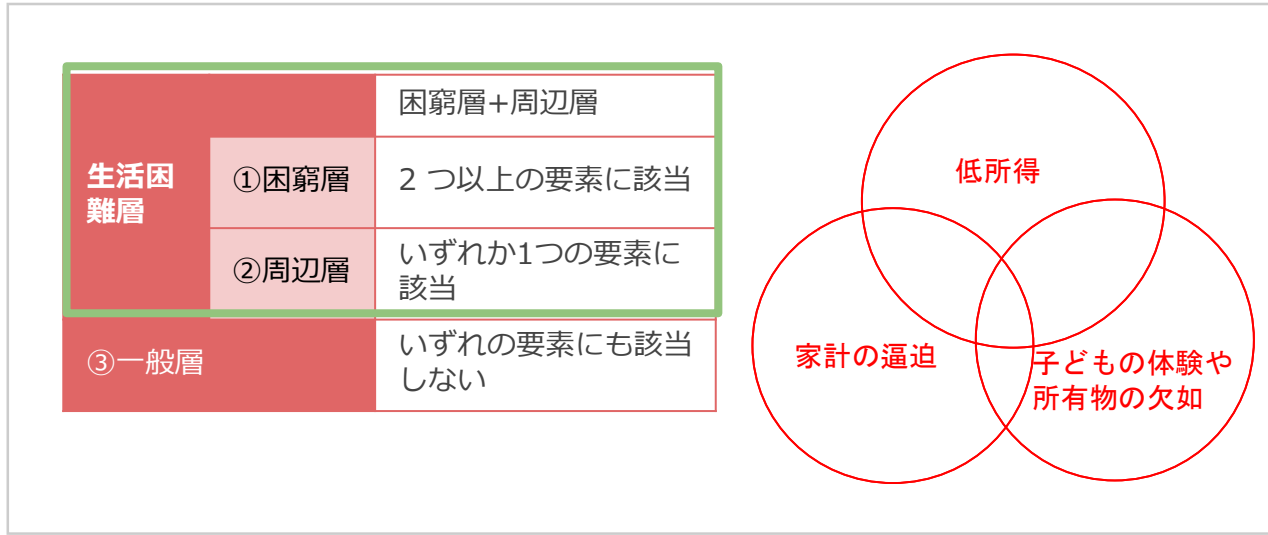 困窮層+周辺層
生活困
難層
①困窮層
2 つ以上の要素に該当
②周辺層
いずれか1つの要素に
該当
③一般層
いずれの要素にも該当
しない
低所得
家計の逼迫
子どもの体験や
所有物の欠如